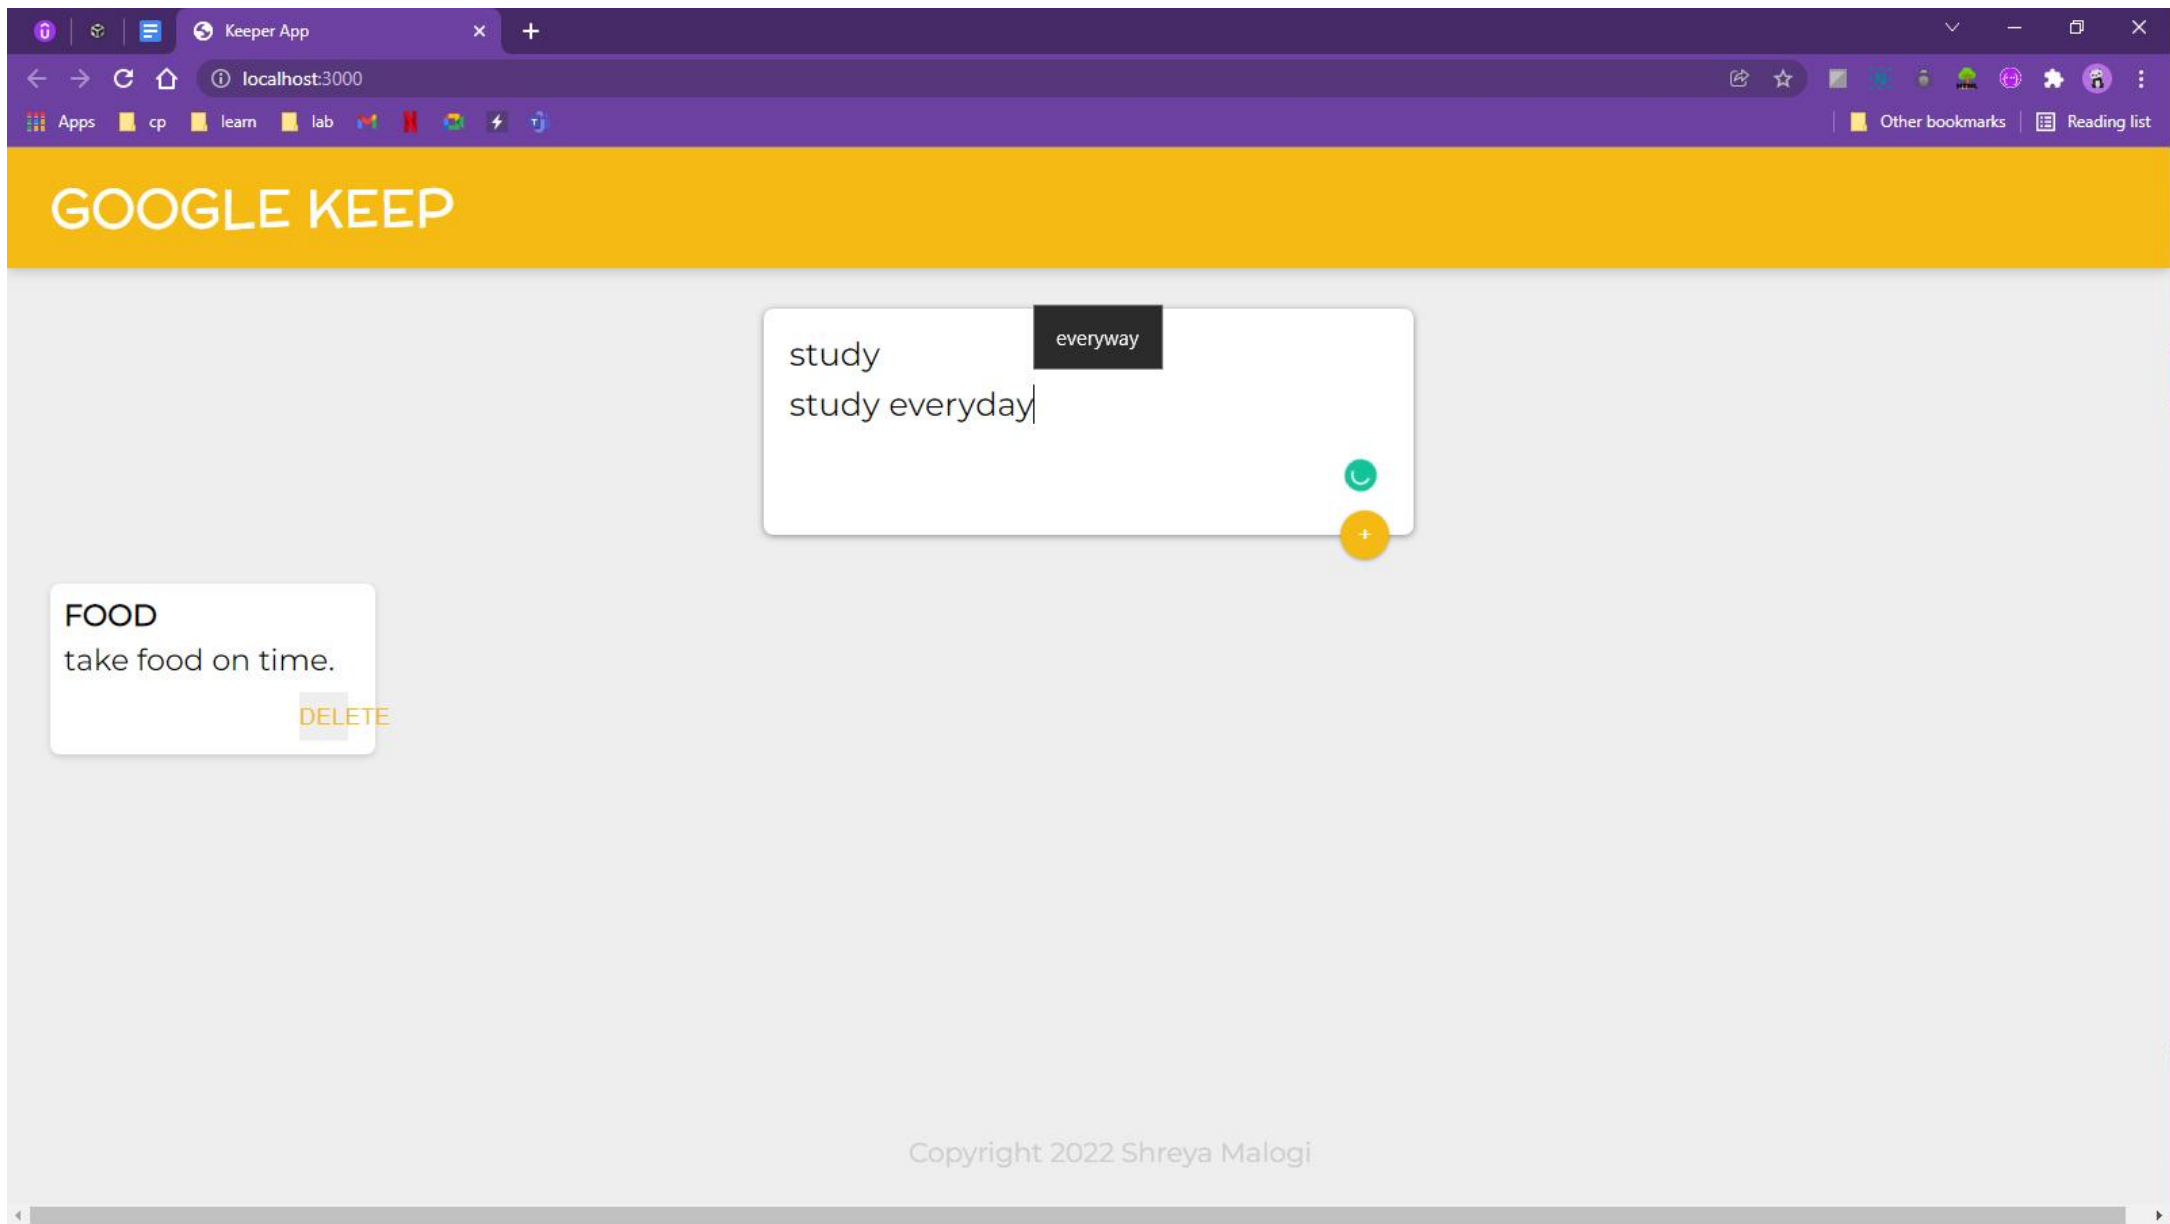 Keeper App
localhost:3000
Apps cp learn lab Other bookmarks Reading list
GOOGLE KEEP
everyway
study
study everyday
+
FOOD
take food on time.
DELETE
Copyright 2022 Shreya Malogi